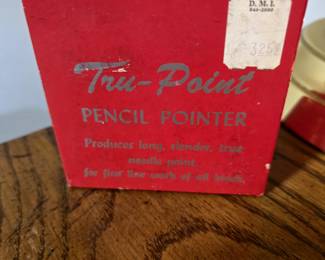 D. M. I.
Tru-Point
PENCIL POINTER
Produces long, slender, true
needle point
for fine line work of all kinds.